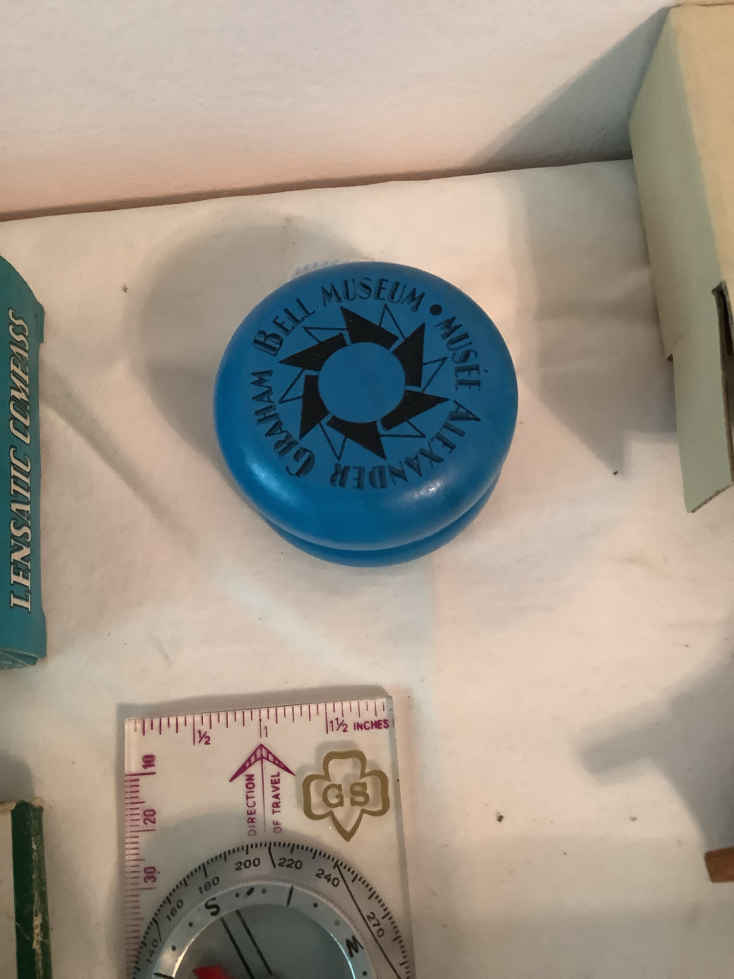 BELL MUSEUM • MUSÉE ALEXANDER GRAHAM
LENSATIC COMPASS
½ 1 1½ INCHES
10
20
30
DIRECTION OF TRAVEL
GS
140 160 180 200 220 240 270
S W